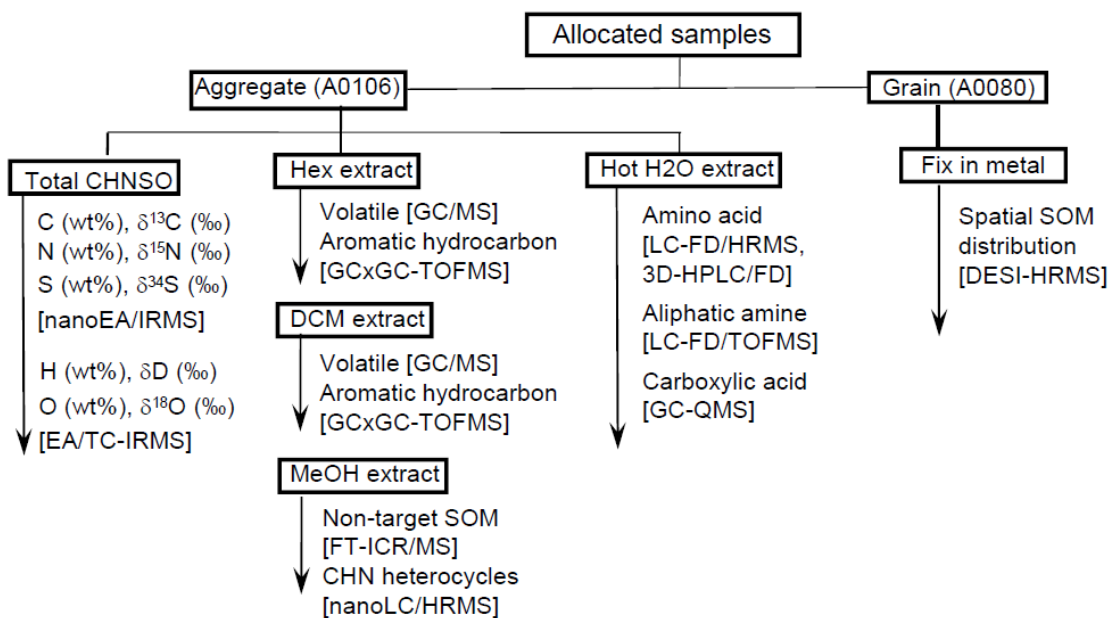 Allocated samples
Aggregate (A0106)
Grain (A0080)
Total CHNSO
C (wt%), δ¹³C (‰)
N (wt%), δ¹⁵N (‰)
S (wt%), δ³⁴S (‰)
[nanoEA/IRMS]
H (wt%), δD (‰)
O (wt%), δ¹⁸O (‰)
[EA/TC-IRMS]
Hex extract
Volatile [GC/MS]
Aromatic hydrocarbon
[GCxGC-TOFMS]
DCM extract
Volatile [GC/MS]
Aromatic hydrocarbon
[GCxGC-TOFMS]
MeOH extract
Non-target SOM
[FT-ICR/MS]
CHN heterocycles
[nanoLC/HRMS]
Hot H2O extract
Amino acid
[LC-FD/HRMS,
3D-HPLC/FD]
Aliphatic amine
[LC-FD/TOFMS]
Carboxylic acid
[GC-QMS]
Fix in metal
Spatial SOM
distribution
[DESI-HRMS]